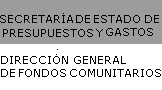 SECRETARÍA DE ESTADO DE
PRESUPUESTOS Y GASTOS
DIRECCIÓN GENERAL
DE FONDOS COMUNITARIOS